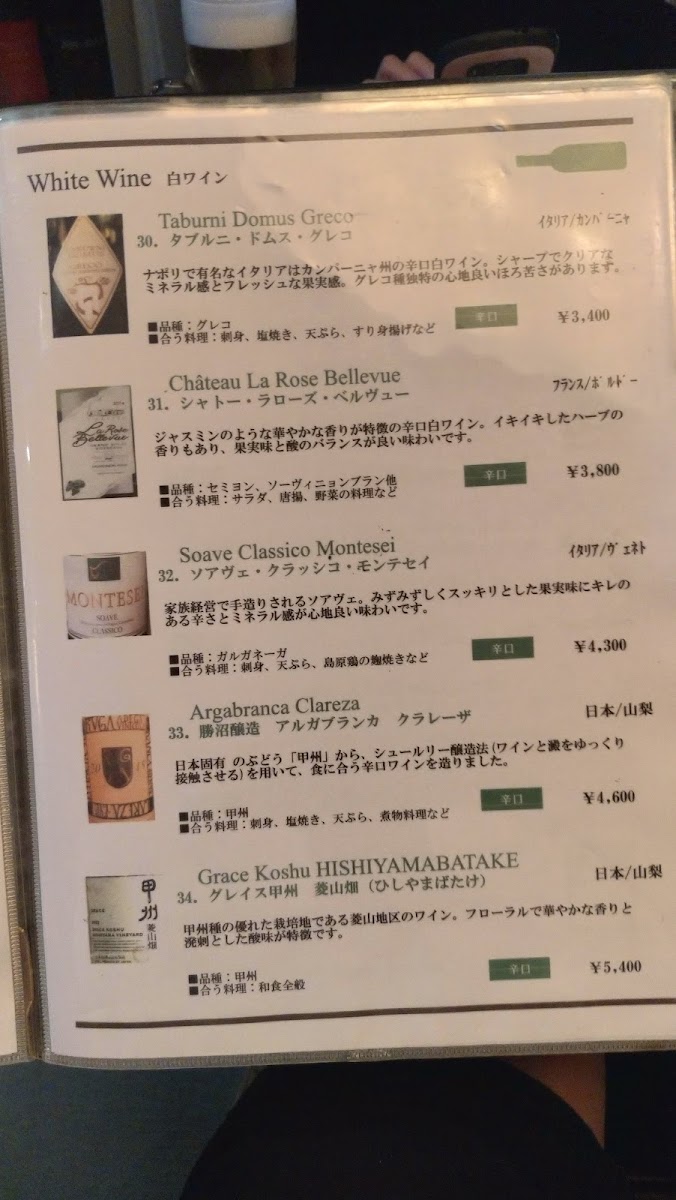 White Wine 白ワイン
Taburni Domus Greco
イタリア/カンパーニャ
30. タブルニ・ドムス・グレコ
ナポリで有名なイタリアはカンパーニャ州の辛口白ワイン。シャープでクリアな
ミネラル感とフレッシュな果実感。グレコ種独特の心地良いほろ苦さがあります。
■品種：グレコ
■合う料理：刺身、塩焼き、天ぷら、すり身揚げなど
辛口
¥3,400
Château La Rose Bellevue
フランス/ボルドー
31. シャトー・ラローズ・ベルヴュー
ジャスミンのような華やかな香りが特徴の辛口白ワイン。イキイキしたハーブの
香りもあり、果実味と酸のバランスが良い味わいです。
■品種：セミヨン、ソーヴィニョンブラン他
■合う料理：サラダ、唐揚、野菜の料理など
辛口
¥3,800
La Rose
Bellevue
Soave Classico Montesei
イタリア/ヴェネト
32. ソアヴェ・クラッシコ・モンテセイ
家族経営で手造りされるソアヴェ。みずみずしくスッキリとした果実味にキレの
ある辛さとミネラル感が心地良い味わいです。
■品種：ガルガネーガ
■合う料理：刺身、天ぷら、島原鶏の麹焼きなど
辛口
¥4,300
MONTESEI
SOAVE
CLASSICO
Argabranca Clareza
日本/山梨
33. 勝沼醸造 アルガブランカ クラレーザ
日本固有 のぶどう「甲州」から、シュールリー醸造法(ワインと澱をゆっくり
接触させる)を用いて、食に合う辛口ワインを造りました。
■品種：甲州
■合う料理：刺身、塩焼き、天ぷら、煮物料理など
辛口
¥4,600
Grace Koshu HISHIYAMABATAKE
日本/山梨
34. グレイス甲州 菱山畑（ひしやまばたけ）
甲州種の優れた栽培地である菱山地区のワイン。フローラルで華やかな香りと
溌剌とした酸味が特徴です。
■品種：甲州
■合う料理：和食全般
辛口
¥5,400
甲州
菱山畑